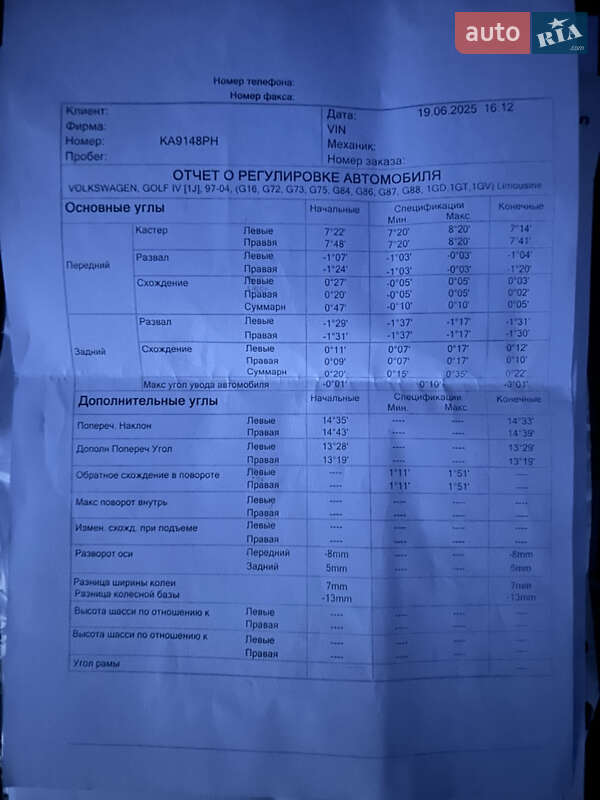 auto RIA .com
Номер телефона:
Номер факса:
Клиент:
Фирма:
Номер: KA9148PH
Пробег:
Дата: 19.06.2025 16:12
VIN
Механик:
Номер заказа:
ОТЧЕТ О РЕГУЛИРОВКЕ АВТОМОБИЛЯ
VOLKSWAGEN, GOLF IV [1J], 97-04, (G16, G72, G73, G75, G84, G86, G87, G88, 1GD,1GT,1GV) Limousine
Основные углы Начальные Спецификации Конечные
Мин. Макс
Передний
Кастер Левые 7°22' 7°20' 8°20' 7°14'
Правая 7°48' 7°20' 8°20' 7°41'
Развал Левые -1°07' -1°03' -0°03' -1°04'
Правая -1°24' -1°03' -0°03' -1°20'
Схождение Левые 0°27' -0°05' 0°05' 0°03'
Правая 0°20' -0°05' 0°05' 0°02'
Суммарн 0°47' -0°10' 0°10' 0°05'
Задний
Развал Левые -1°29' -1°37' -1°17' -1°31'
Правая -1°31' -1°37' -1°17' -1°30'
Схождение Левые 0°11' 0°07' 0°17' 0°12'
Правая 0°09' 0°07' 0°17' 0°10'
Суммарн 0°20' 0°15' 0°35' 0°22'
Макс угол увода автомобиля -0°01' 0°10' -3°01'
Дополнительные углы Начальные Спецификации Конечные
Мин. Макс
Попереч. Наклон Левые 14°35' ---- ---- 14°33'
Правая 14°43' ---- ---- 14°39'
Дополн Попереч Угол Левые 13°28' ---- ---- 13°29'
Правая 13°19' ---- ---- 13°19'
Обратное схождение в повороте Левые ---- 1°11' 1°51' ----
Правая ---- 1°11' 1°51' ----
Макс поворот внутрь Левые ---- ---- ---- ----
Правая ---- ---- ---- ----
Измен. схожд. при подъеме Левые ---- ---- ---- ----
Правая ---- ---- ---- ----
Разворот оси Передний -8mm ---- ---- -8mm
Задний 5mm ---- ---- 5mm
Разница ширины колеи 7mm ---- ---- 7mm
Разница колесной базы -13mm ---- ---- -13mm
Высота шасси по отношению к Левые ---- ---- ---- ----
Правая ---- ---- ---- ----
Высота шасси по отношению к Левые ---- ---- ---- ----
Правая ---- ---- ---- ----
Угол рамы ---- ---- ---- ----